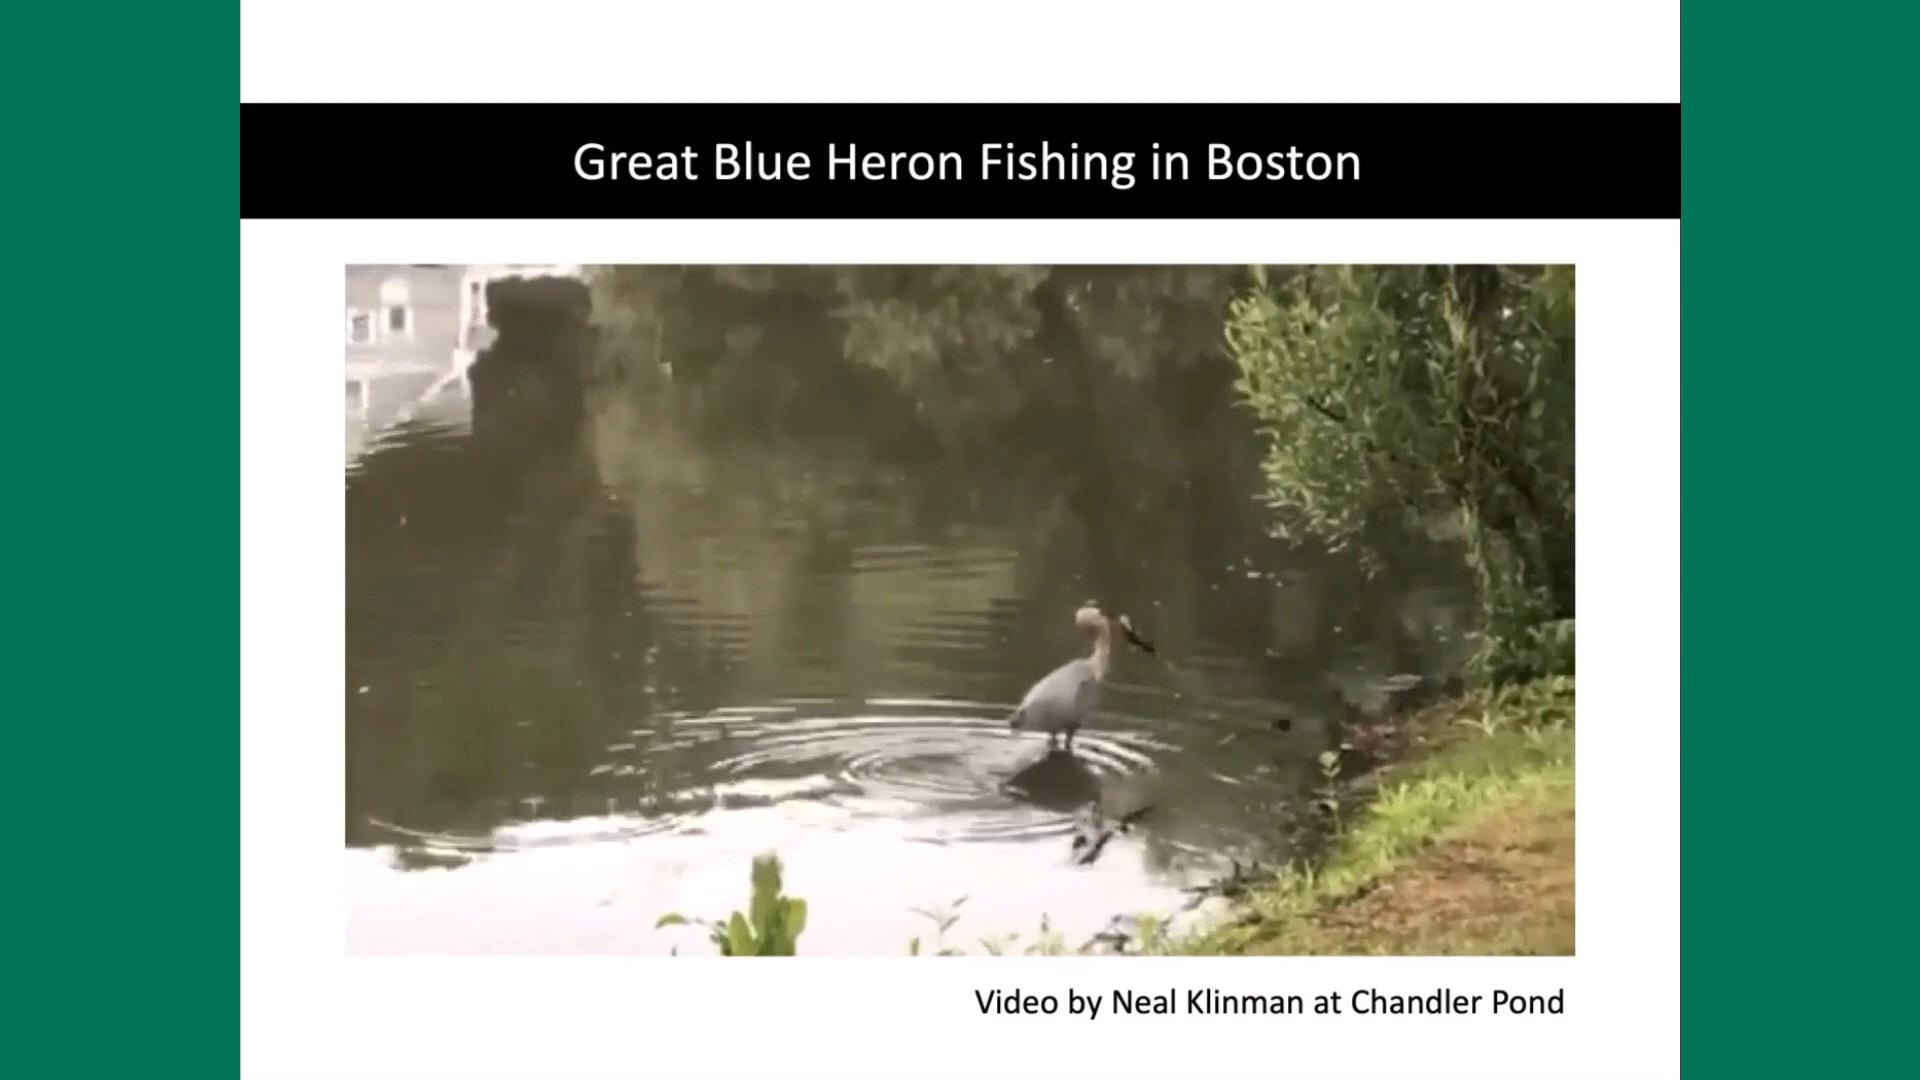 Great Blue Heron Fishing in Boston
Video by Neal Klinman at Chandler Pond